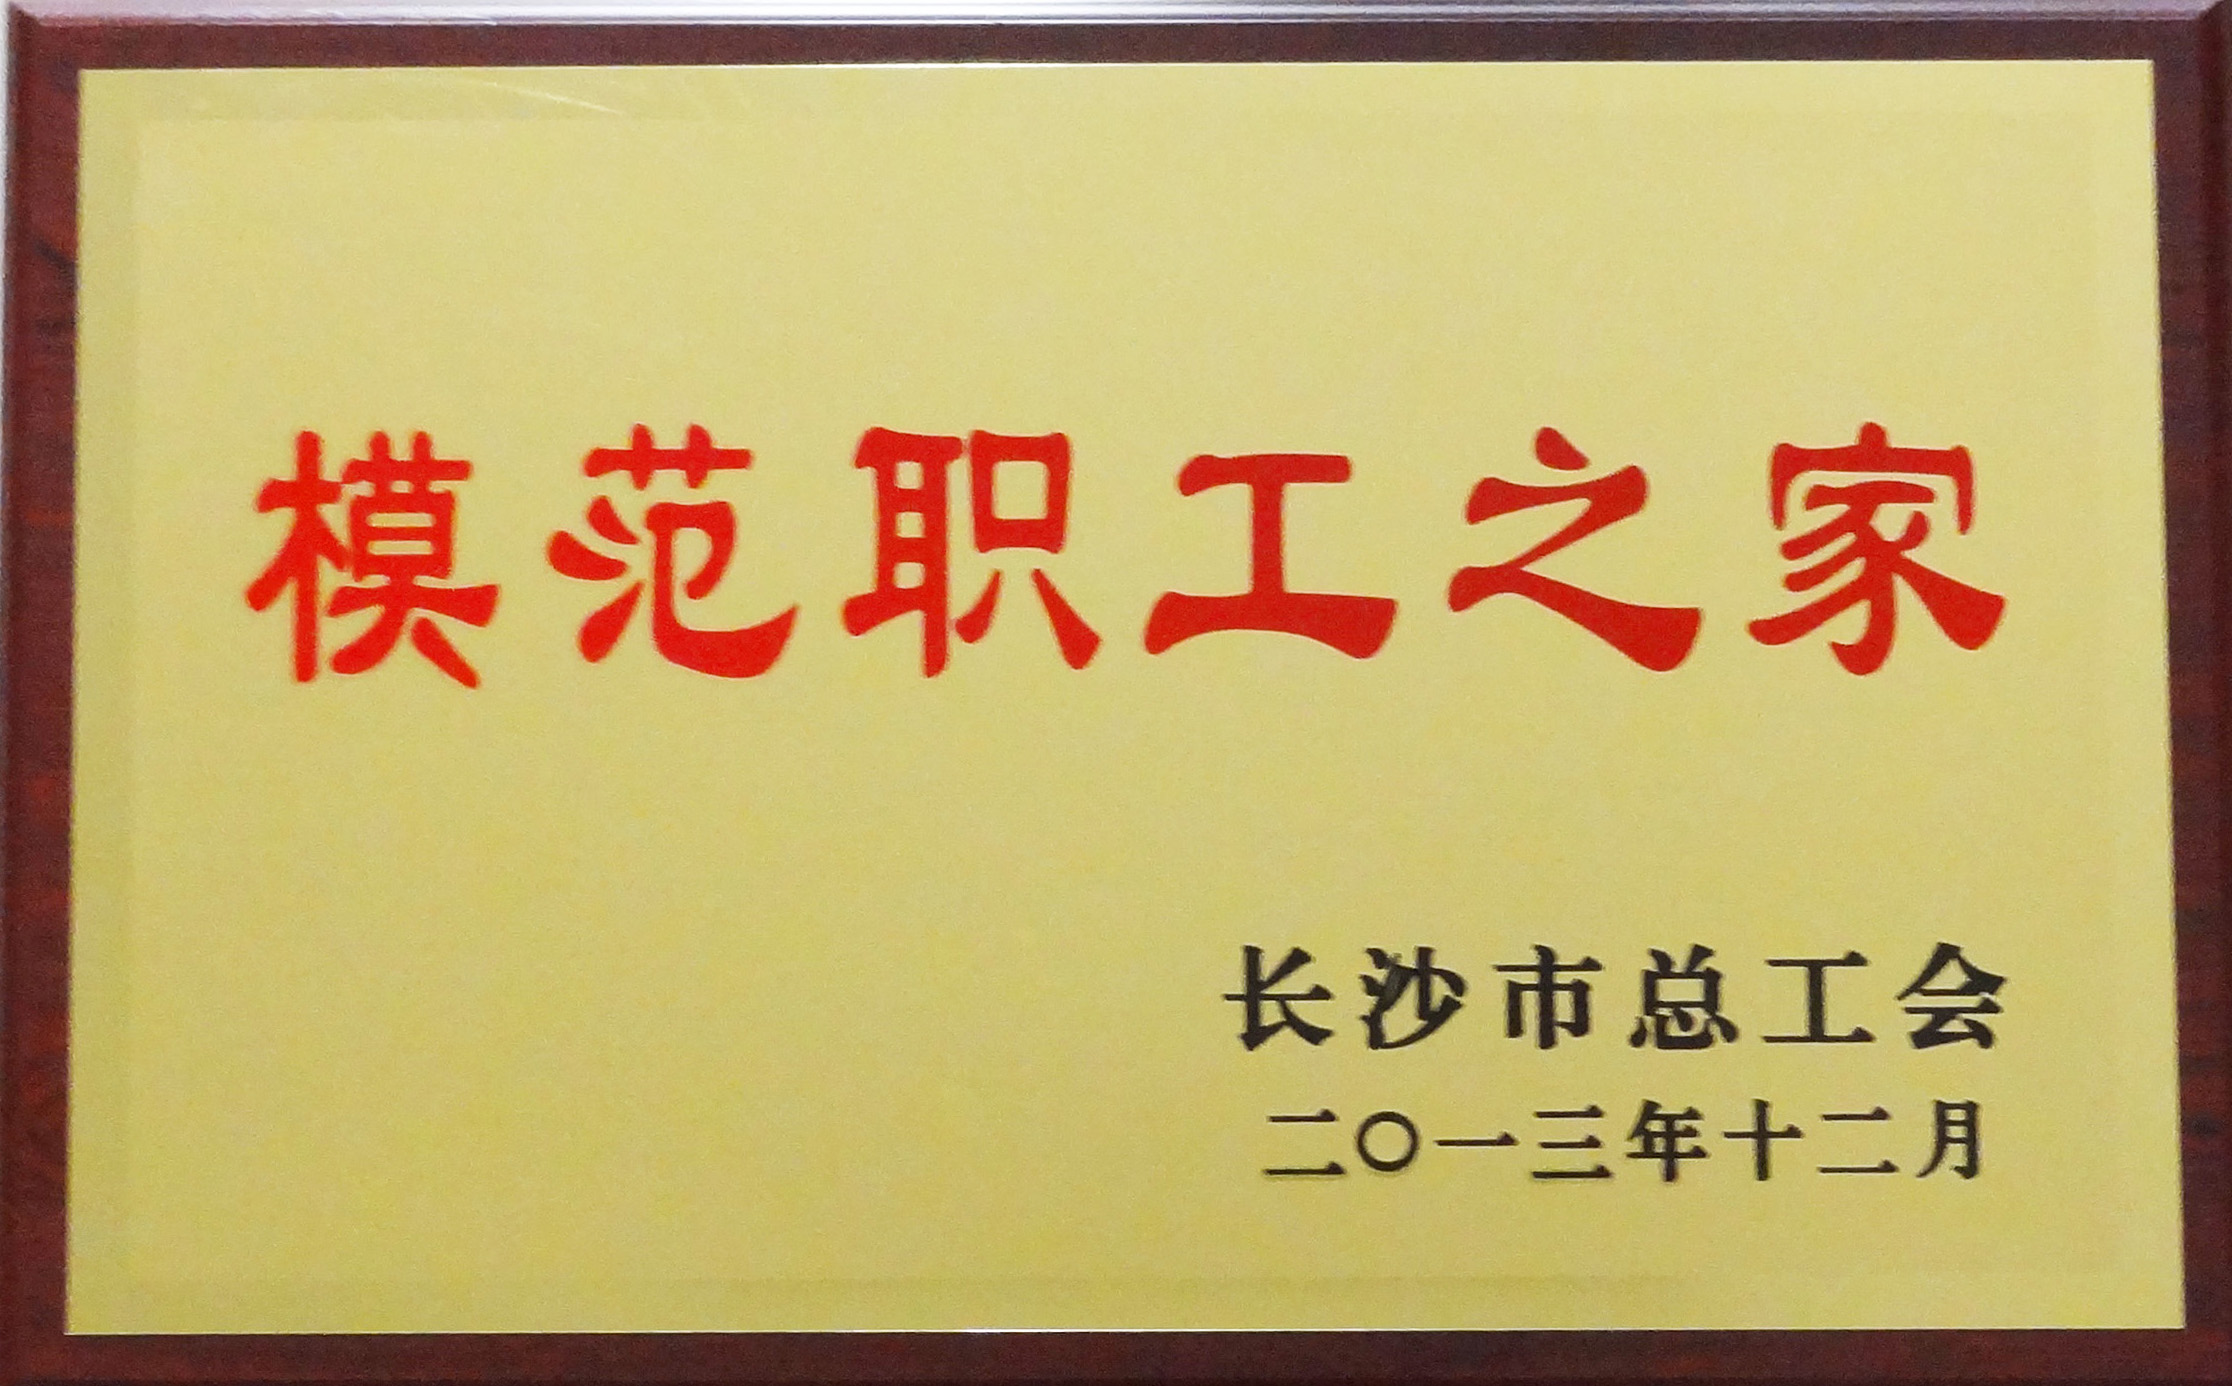 模范职工之家
长沙市总工会
二〇一三年十二月